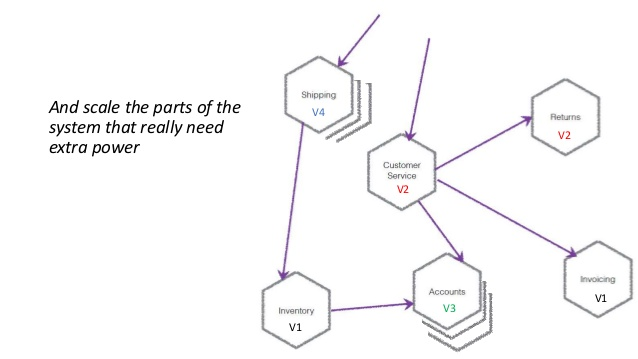 And scale the parts of the
system that really need
extra power
Shipping
V4
Returns
V2
Customer
Service
V2
Accounts
V3
Invoicing
V1
Inventory
V1